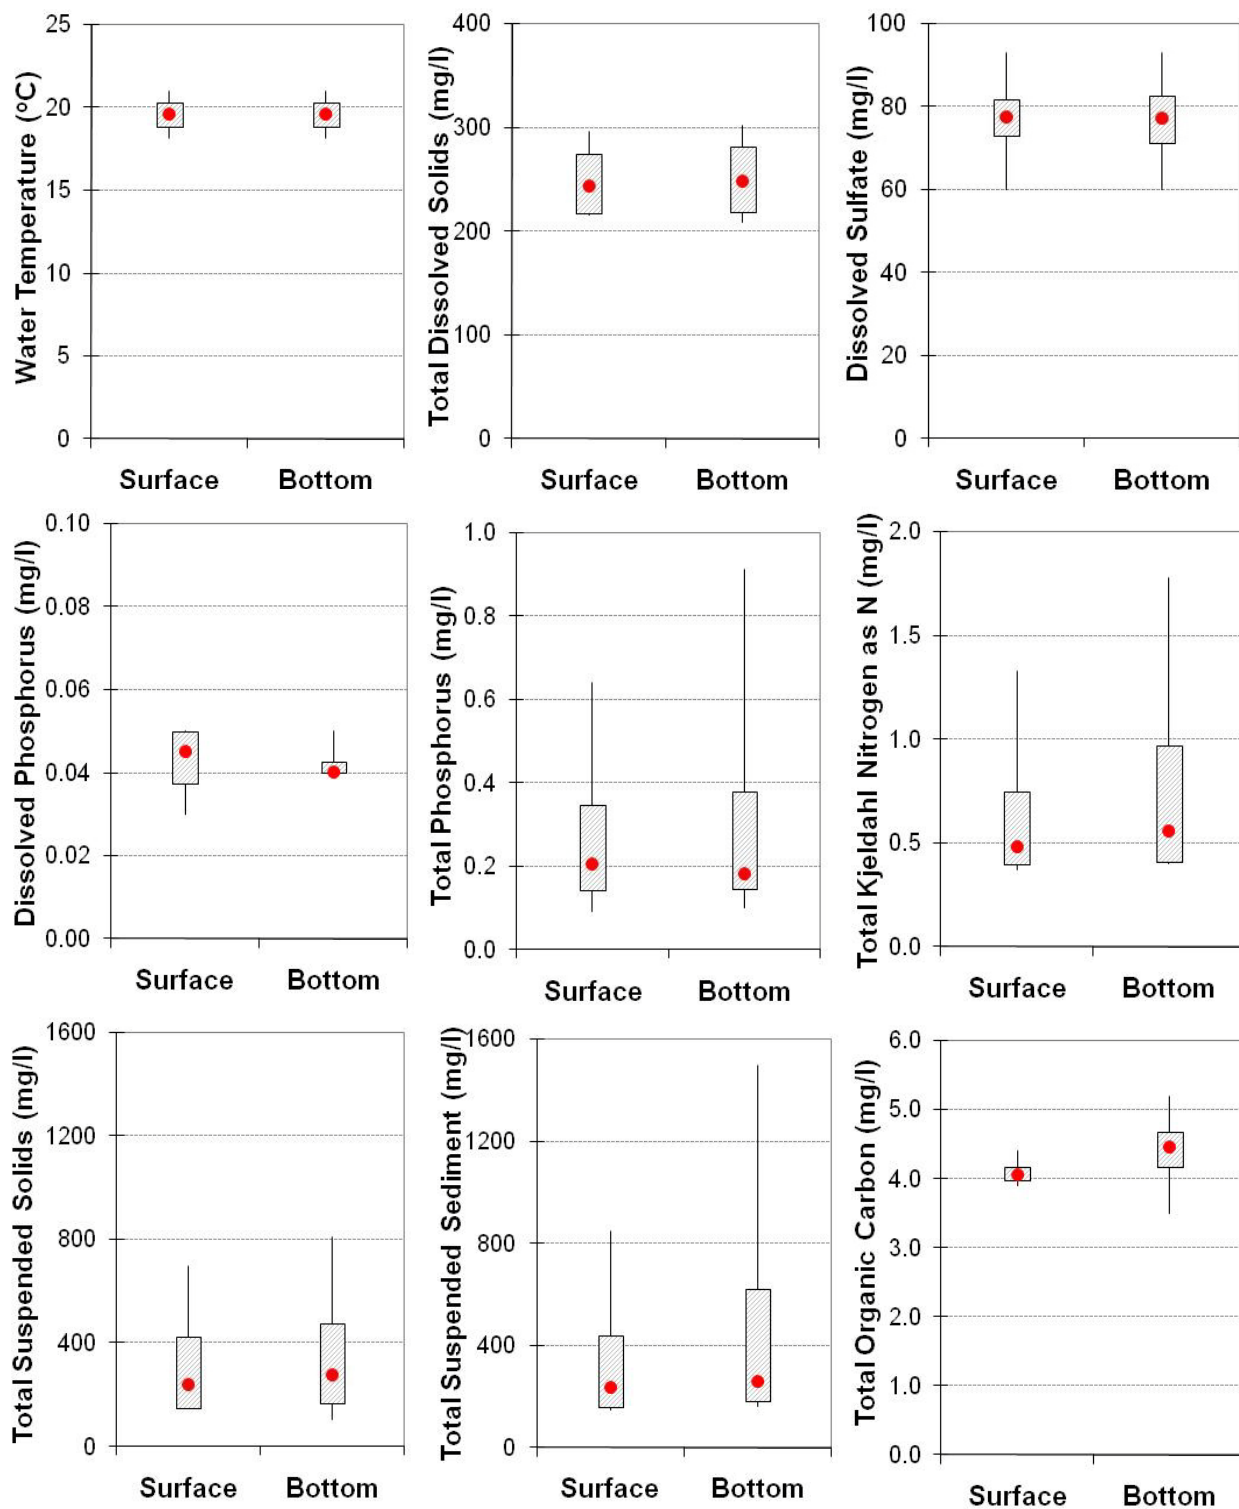 Water Temperature (ºC)
25
20
15
10
5
0
Surface Bottom
Total Dissolved Solids (mg/l)
400
300
200
100
0
Surface Bottom
Dissolved Sulfate (mg/l)
100
80
60
40
20
0
Surface Bottom
Dissolved Phosphorus (mg/l)
0.10
0.08
0.06
0.04
0.02
0.00
Surface Bottom
Total Phosphorus (mg/l)
1.0
0.8
0.6
0.4
0.2
0.0
Surface Bottom
Total Kjeldahl Nitrogen as N (mg/l)
2.0
1.5
1.0
0.5
0.0
Surface Bottom
Total Suspended Solids (mg/l)
1600
1200
800
400
0
Surface Bottom
Total Suspended Sediment (mg/l)
1600
1200
800
400
0
Surface Bottom
Total Organic Carbon (mg/l)
6.0
5.0
4.0
3.0
2.0
1.0
0.0
Surface Bottom